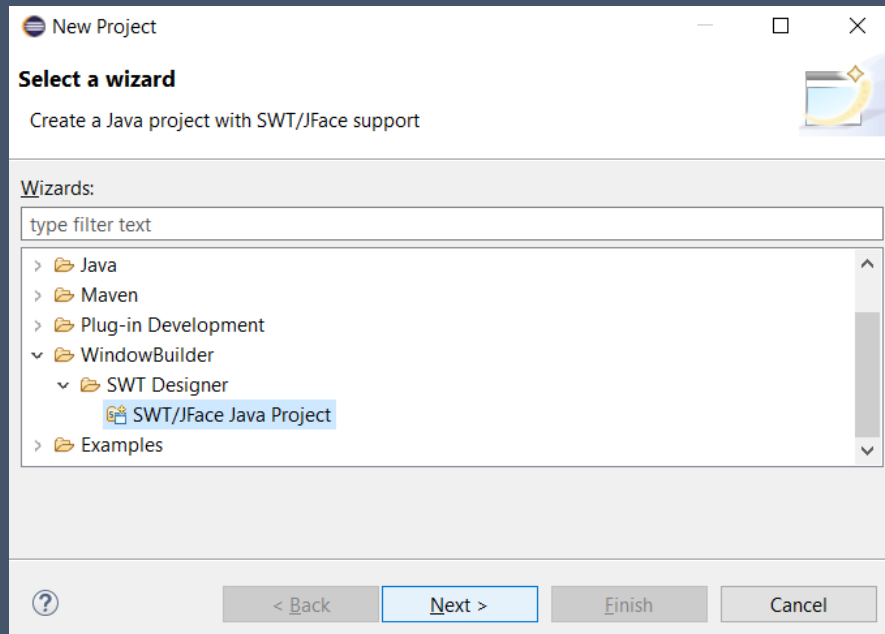 New Project
Select a wizard
Create a Java project with SWT/JFace support
Wizards:
type filter text
Java
Maven
Plug-in Development
WindowBuilder
SWT Designer
SWT/JFace Java Project
Examples
?
< Back Next > Finish Cancel